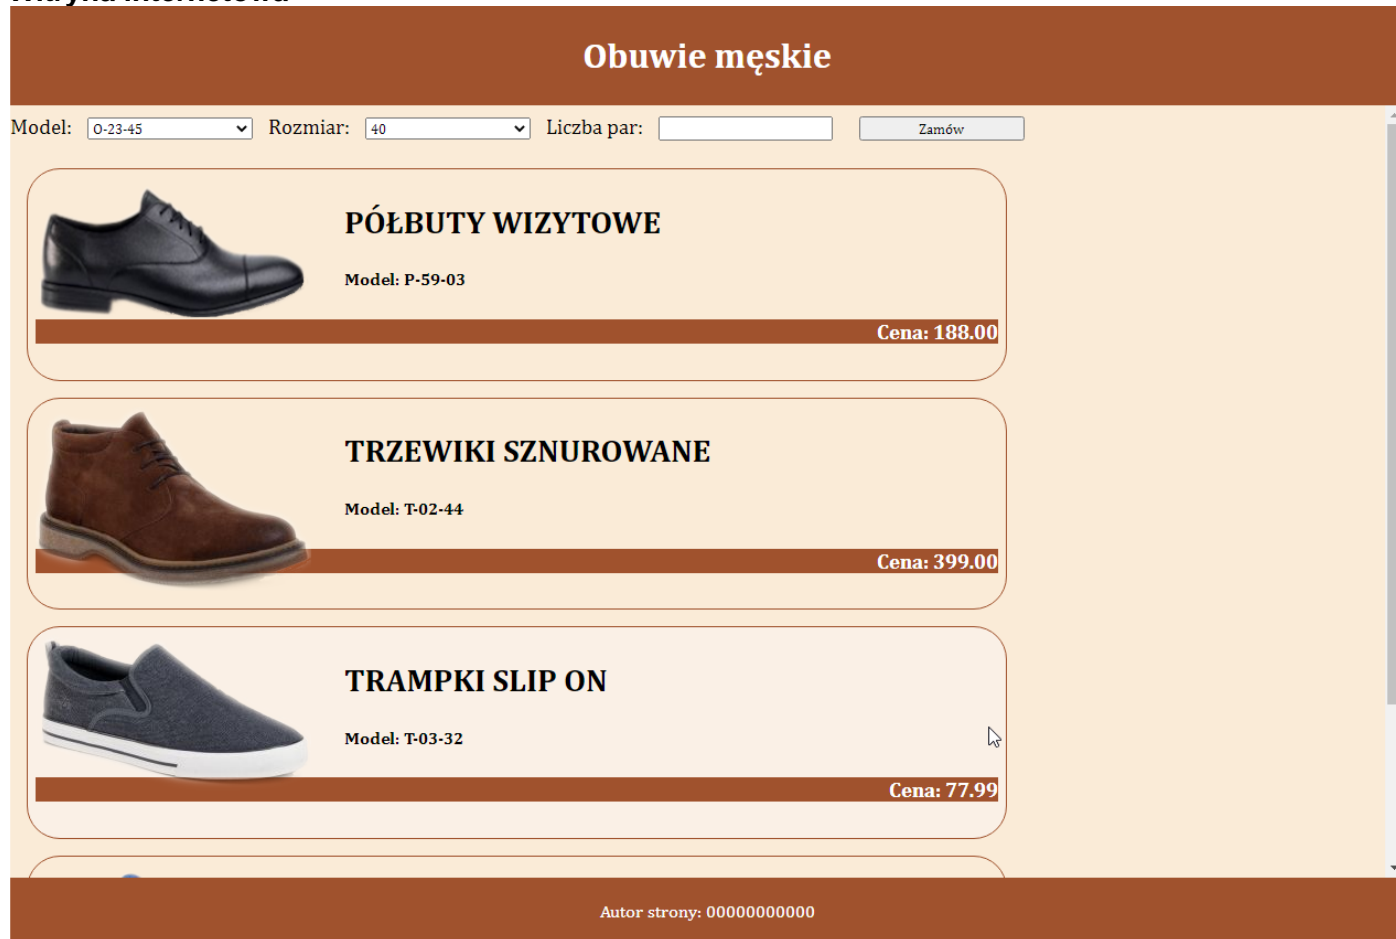 Witryna internetowa
Obuwie męskie
Model: O-23-45 Rozmiar: 40 Liczba par: Zamów
PÓŁBUTY WIZYTOWE
Model: P-59-03
Cena: 188.00
TRZEWIKI SZNUROWANE
Model: T-02-44
Cena: 399.00
TRAMPKI SLIP ON
Model: T-03-32
Cena: 77.99
Autor strony: 00000000000